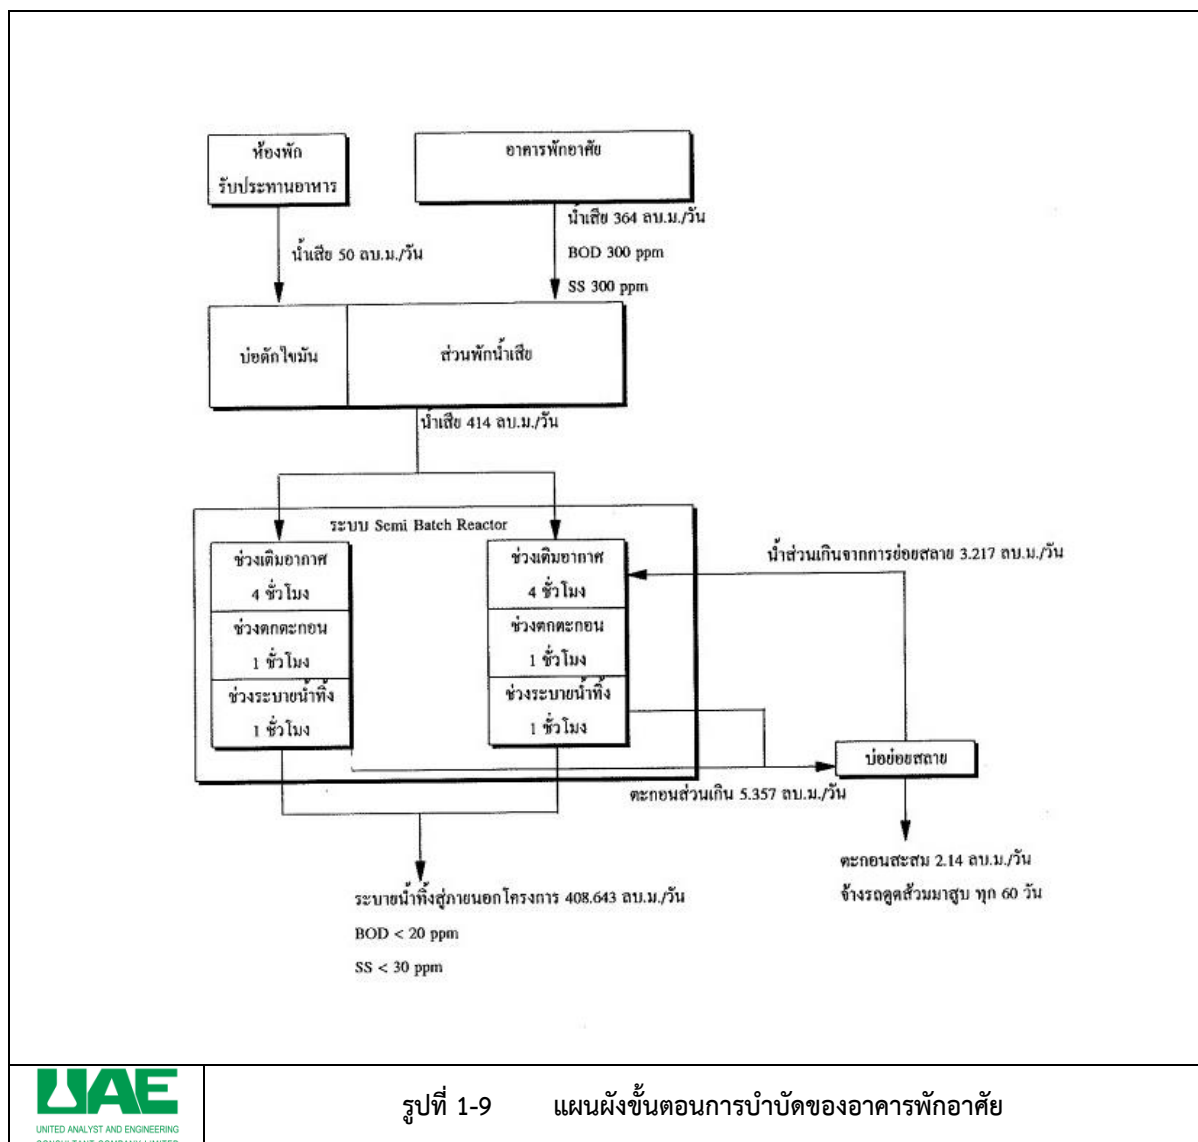 ห้องพัก
รับประทานอาหาร
อาคารพักอาศัย
น้ำเสีย 50 ลบ.ม./วัน
น้ำเสีย 364 ลบ.ม./วัน
BOD 300 ppm
SS 300 ppm
บ่อดักไขมัน
ส่วนพักน้ำเสีย
น้ำเสีย 414 ลบ.ม./วัน
ระบบ Semi Batch Reactor
ช่วงเติมอากาศ
4 ชั่วโมง
ช่วงตกตะกอน
1 ชั่วโมง
ช่วงระบายน้ำทิ้ง
1 ชั่วโมง
ช่วงเติมอากาศ
4 ชั่วโมง
ช่วงตกตะกอน
1 ชั่วโมง
ช่วงระบายน้ำทิ้ง
1 ชั่วโมง
น้ำส่วนเกินจากการย่อยสลาย 3.217 ลบ.ม./วัน
บ่อย่อยสลาย
ตะกอนส่วนเกิน 5.357 ลบ.ม./วัน
ตะกอนสะสม 2.14 ลบ.ม./วัน
จ้างรถดูดส้วมมาสูบ ทุก 60 วัน
ระบายน้ำทิ้งสู่ภายนอกโครงการ 408.643 ลบ.ม./วัน
BOD < 20 ppm
SS < 30 ppm
UAE
UNITED ANALYST AND ENGINEERING
CONSULTANT COMPANY LIMITED
รูปที่ 1-9 แผนผังขั้นตอนการบำบัดของอาคารพักอาศัย